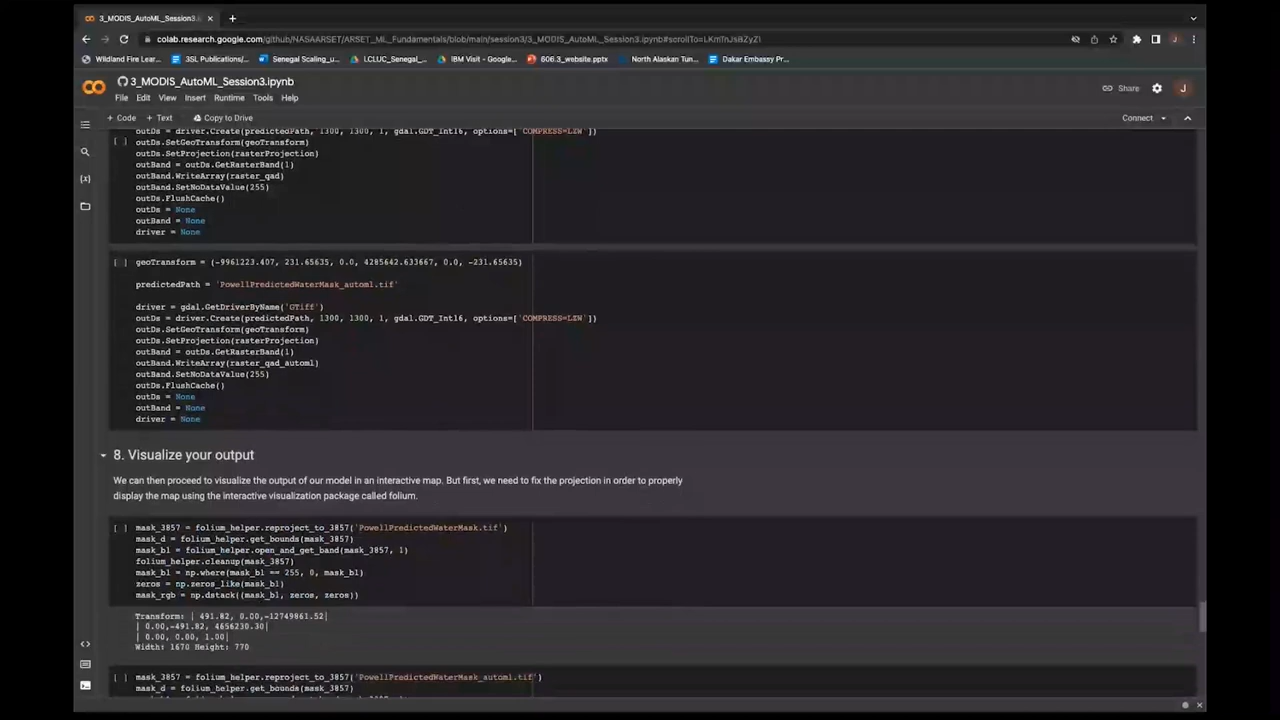 3_MODIS_AutoML_Session3.i
colab.research.google.com/github/NASAARSET/ARSET_ML_Fundamentals/blob/main/session3/3_MODIS_AutoML_Session3.ipynb#scrollTo=LKmTnJsBZyZl
Wildland Fire Lear... 3SL Publications/... Senegal Scaling_u... LCLUC_Senegal_... IBM Visit - Google... 606.3_website.pptx North Alaskan Tun... Dakar Embassy Pr...
3_MODIS_AutoML_Session3.ipynb
Share J
File Edit View Insert Runtime Tools Help
+ Code + Text Copy to Drive Connect
outDs = driver.Create(predictedPath, 1300, 1300, 1, gdal.GDT_Int16, options=['COMPRESS=LZW'])
[ ] outDs.SetGeoTransform(geoTransform)
outDs.SetProjection(rasterProjection)
outBand = outDs.GetRasterBand(1)
outBand.WriteArray(raster_qad)
outBand.SetNoDataValue(255)
outDs.FlushCache()
outDs = None
outBand = None
driver = None
[ ] geoTransform = (-9961223.407, 231.65635, 0.0, 4285642.633667, 0.0, -231.65635)
predictedPath = 'PowellPredictedWaterMask_automl.tif'
driver = gdal.GetDriverByName('GTiff')
outDs = driver.Create(predictedPath, 1300, 1300, 1, gdal.GDT_Int16, options=['COMPRESS=LZW'])
outDs.SetGeoTransform(geoTransform)
outDs.SetProjection(rasterProjection)
outBand = outDs.GetRasterBand(1)
outBand.WriteArray(raster_qad_automl)
outBand.SetNoDataValue(255)
outDs.FlushCache()
outDs = None
outBand = None
driver = None
8. Visualize your output
We can then proceed to visualize the output of our model in an interactive map. But first, we need to fix the projection in order to properly
display the map using the interactive visualization package called folium.
[ ] mask_3857 = folium_helper.reproject_to_3857('PowellPredictedWaterMask.tif')
mask_d = folium_helper.get_bounds(mask_3857)
mask_b1 = folium_helper.open_and_get_band(mask_3857, 1)
folium_helper.cleanup(mask_3857)
mask_b1 = np.where(mask_b1 == 255, 0, mask_b1)
zeros = np.zeros_like(mask_b1)
mask_rgb = np.dstack((mask_b1, zeros, zeros))
Transform: | 491.82, 0.00,-12749861.52|
| 0.00,-491.82, 4656230.30|
| 0.00, 0.00, 1.00|
Width: 1670 Height: 770
[ ] mask_3857 = folium_helper.reproject_to_3857('PowellPredictedWaterMask_automl.tif')
mask_d = folium_helper.get_bounds(mask_3857)